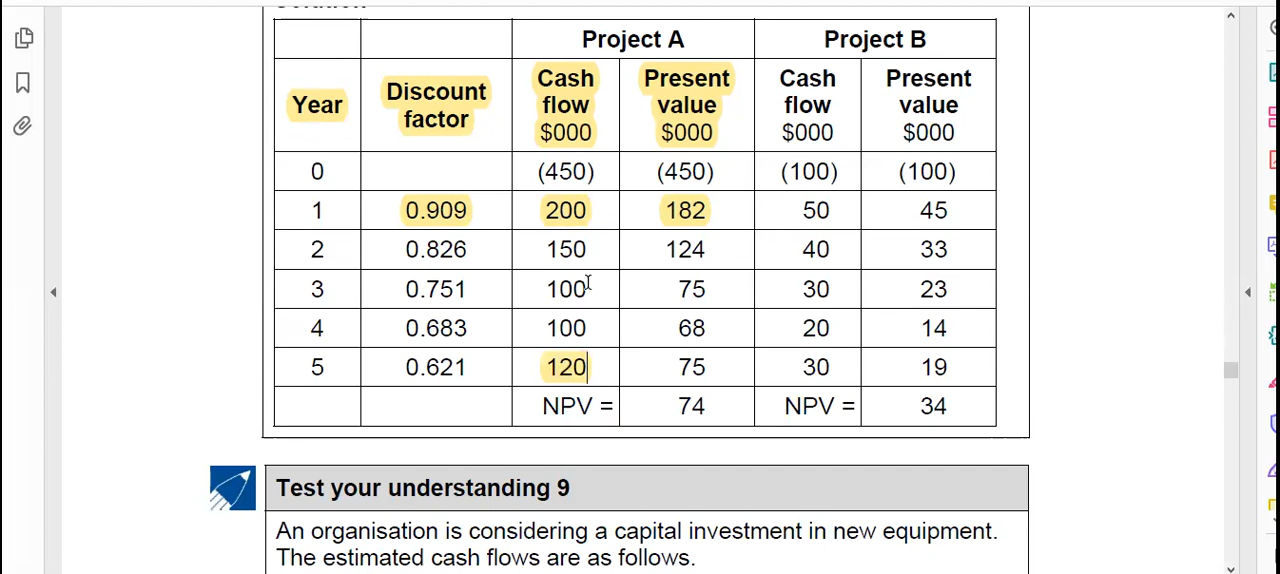 Project A Project B
Year Discount factor Cash flow $000 Present value $000 Cash flow $000 Present value $000
0 (450) (450) (100) (100)
1 0.909 200 182 50 45
2 0.826 150 124 40 33
3 0.751 100 75 30 23
4 0.683 100 68 20 14
5 0.621 120 75 30 19
NPV = 74 NPV = 34
Test your understanding 9
An organisation is considering a capital investment in new equipment.
The estimated cash flows are as follows.